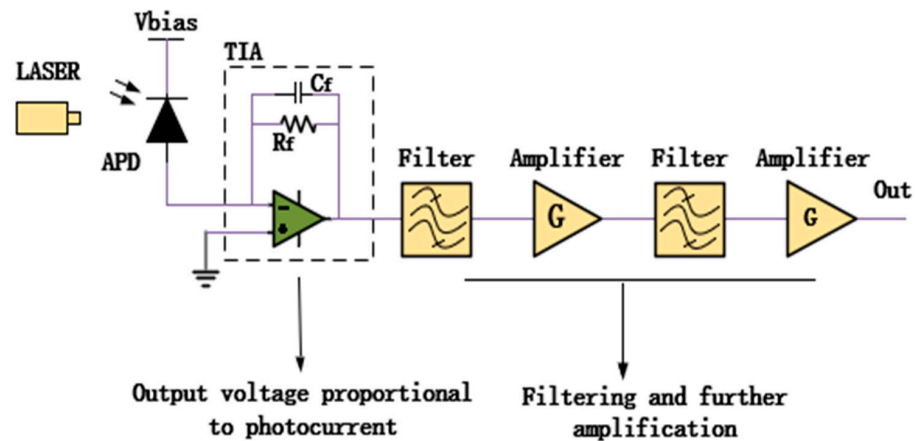 Vbias
TIA
LASER
Cf
Rf
APD
Filter Amplifier Filter Amplifier
Out
G
G
Output voltage proportional
to photocurrent
Filtering and further
amplification